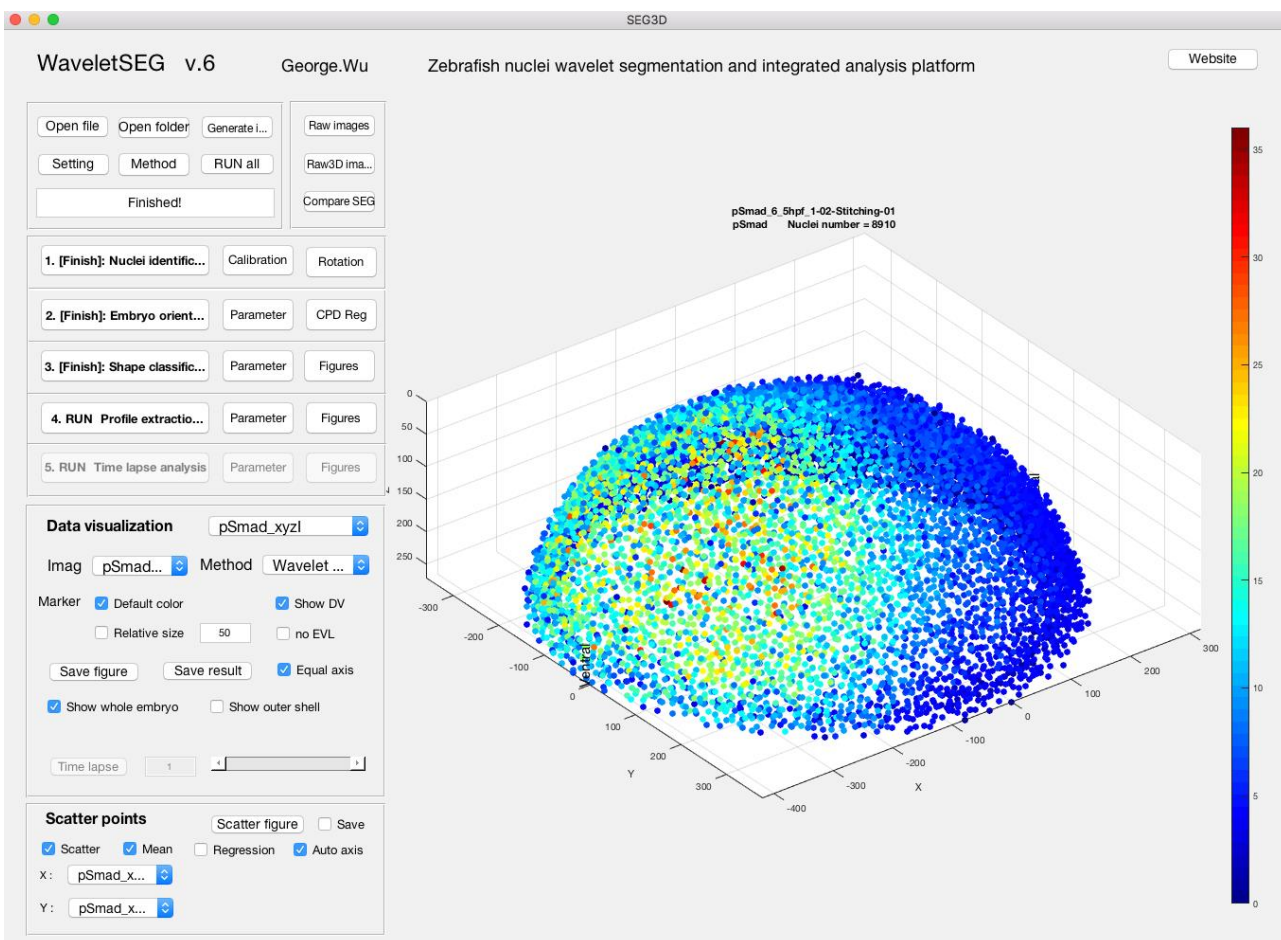 SEG3D
WaveletSEG v.6 George.Wu Zebrafish nuclei wavelet segmentation and integrated analysis platform Website
Open file Open folder Generate i... Raw images
Setting Method RUN all Raw3D ima...
Finished! Compare SEG
1. [Finish]: Nuclei identific... Calibration Rotation
2. [Finish]: Embryo orient... Parameter CPD Reg
3. [Finish]: Shape classific... Parameter Figures
4. RUN Profile extractio... Parameter Figures
5. RUN Time lapse analysis Parameter Figures
Data visualization pSmad_xyzI
Imag pSmad... Method Wavelet ...
Marker Default color Show DV
Relative size 50 no EVL
Save figure Save result Equal axis
Show whole embryo Show outer shell
Time lapse 1
Scatter points Scatter figure Save
Scatter Mean Regression Auto axis
X : pSmad_x...
Y : pSmad_x...
pSmad_6_5hpf_1-02-Stitching-01
pSmad Nuclei number = 8910
0
50
100
150
200
250
-300
-200
-100
0
100
200
300
Y
Ventral
-400
-300
-200
-100
0
100
200
300
X
35
30
25
20
15
10
5
0